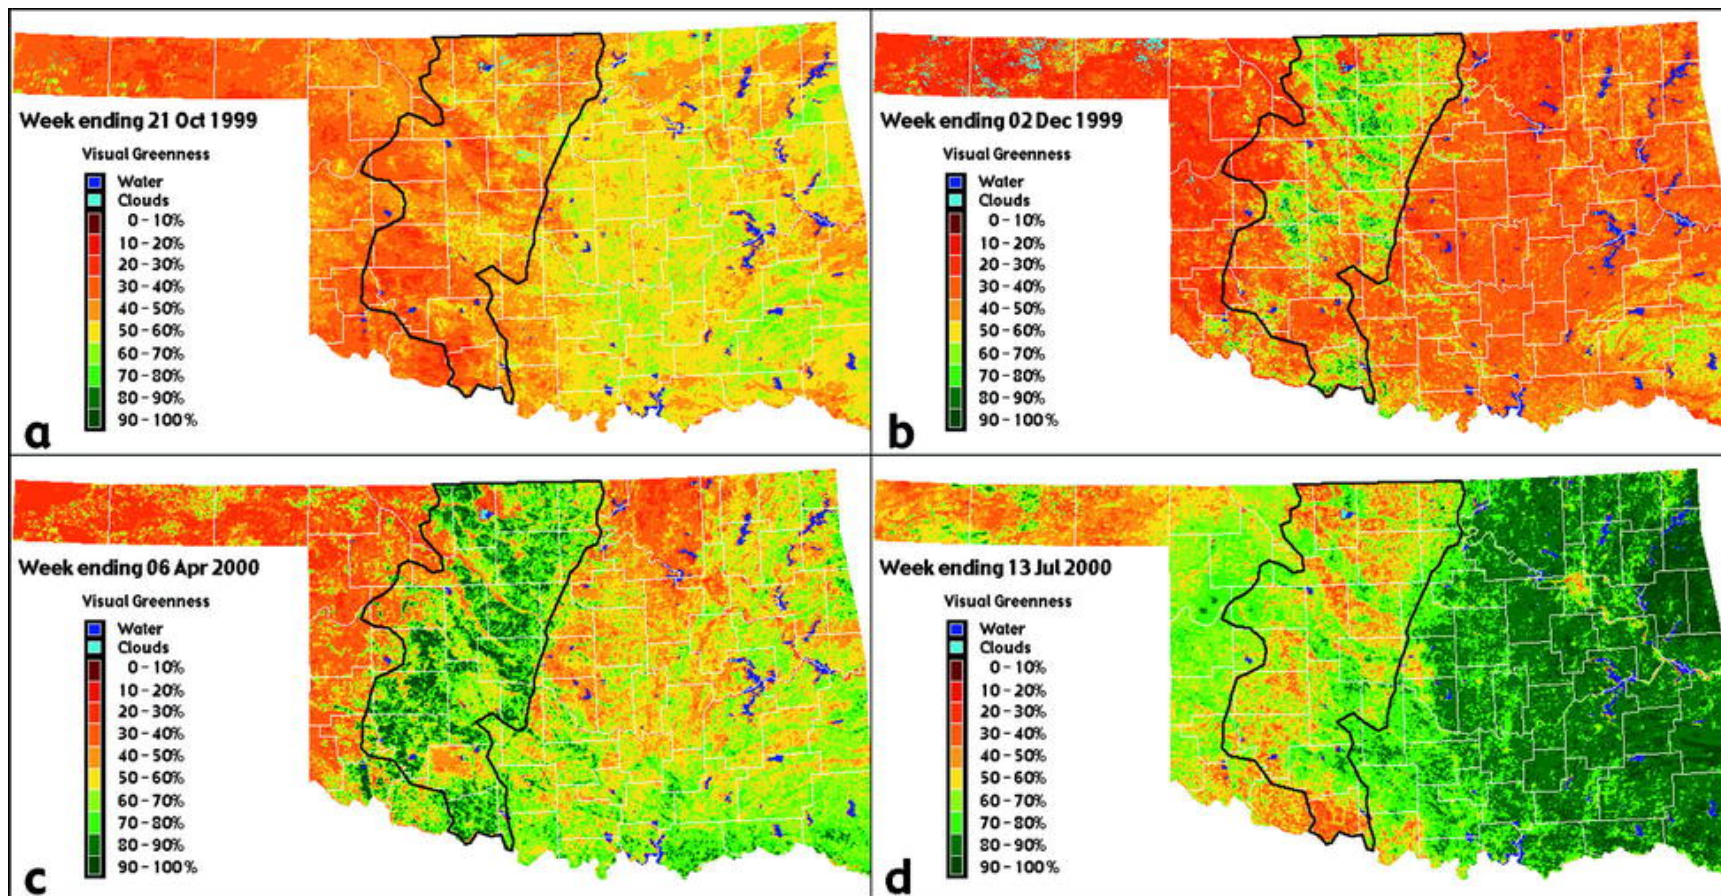 Week ending 21 Oct 1999
Visual Greenness
Water
Clouds
0 – 10%
10 – 20%
20 – 30%
30 – 40%
40 – 50%
50 – 60%
60 – 70%
70 – 80%
80 – 90%
90 – 100%
a
Week ending 02 Dec 1999
Visual Greenness
Water
Clouds
0 – 10%
10 – 20%
20 – 30%
30 – 40%
40 – 50%
50 – 60%
60 – 70%
70 – 80%
80 – 90%
90 – 100%
b
Week ending 06 Apr 2000
Visual Greenness
Water
Clouds
0 – 10%
10 – 20%
20 – 30%
30 – 40%
40 – 50%
50 – 60%
60 – 70%
70 – 80%
80 – 90%
90 – 100%
c
Week ending 13 Jul 2000
Visual Greenness
Water
Clouds
0 – 10%
10 – 20%
20 – 30%
30 – 40%
40 – 50%
50 – 60%
60 – 70%
70 – 80%
80 – 90%
90 – 100%
d